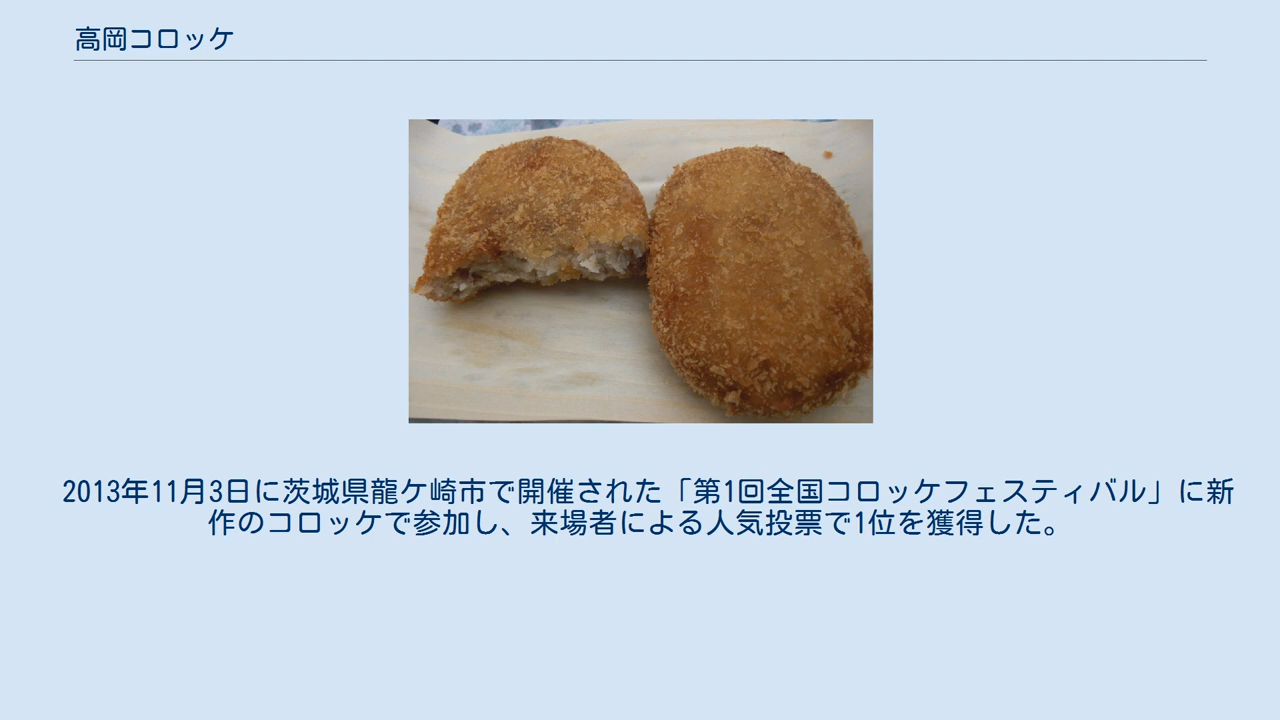 高岡コロッケ
2013年11月3日に茨城県龍ケ崎市で開催された「第1回全国コロッケフェスティバル」に新
作のコロッケで参加し、来場者による人気投票で1位を獲得した。